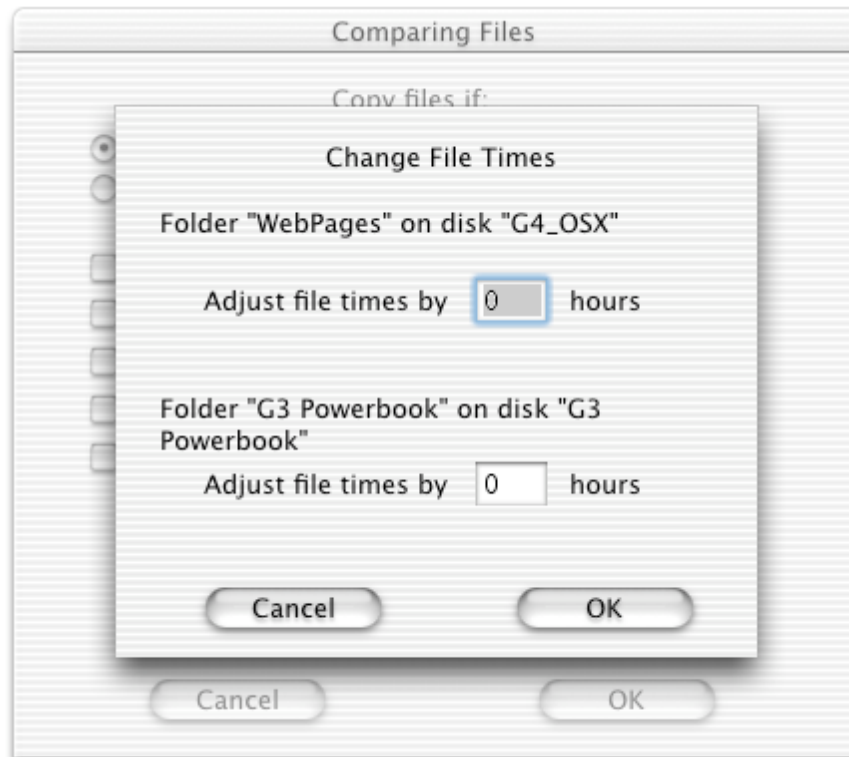 Comparing Files
Copy files if:
Change File Times
Folder "WebPages" on disk "G4_OSX"
Adjust file times by 0 hours
Folder "G3 Powerbook" on disk "G3
Powerbook"
Adjust file times by 0 hours
Cancel OK
Cancel OK